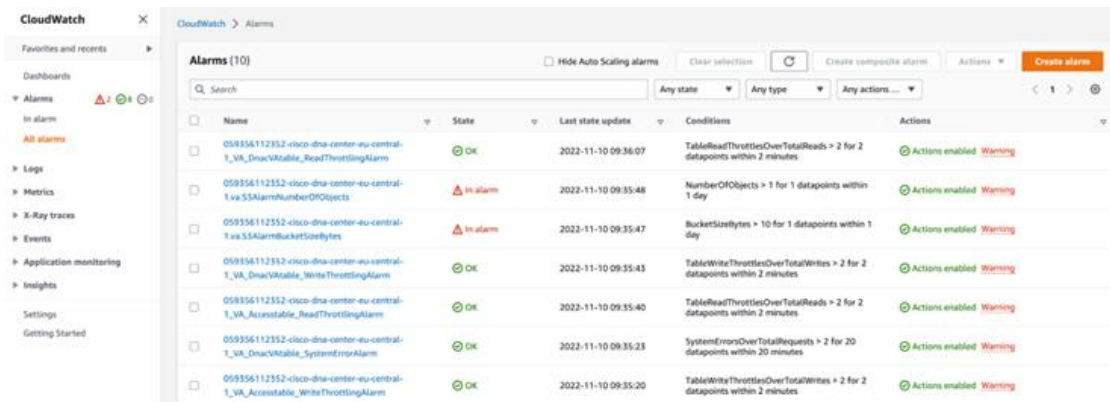 CloudWatch
CloudWatch > Alarms
Favorites and recents
Dashboards
Alarms 2 8 0
In alarm
All alarms
Logs
Metrics
X-Ray traces
Events
Application monitoring
Insights
Settings
Getting Started
Alarms (10)
Hide Auto Scaling alarms
Clear selection
Create composite alarm
Actions
Create alarm
Search
Any state
Any type
Any actions ...
1
Name State Last state update Conditions Actions
059356112352-cisco-dna-center-eu-central-
1_VA_DnacVAtable_ReadThrottlingAlarm
OK
2022-11-10 09:36:07
TableReadThrottlesOverTotalReads > 2 for 2
datapoints within 2 minutes
Actions enabled Warning
059356112352-cisco-dna-center-eu-central-
1.va.S3AlarmNumberOfObjects
In alarm
2022-11-10 09:35:48
NumberOfObjects > 1 for 1 datapoints within
1 day
Actions enabled Warning
059356112352-cisco-dna-center-eu-central-
1.va.S3AlarmBucketSizeBytes
In alarm
2022-11-10 09:35:47
BucketSizeBytes > 10 for 1 datapoints within 1
day
Actions enabled Warning
059356112352-cisco-dna-center-eu-central-
1_VA_DnacVAtable_WriteThrottlingAlarm
OK
2022-11-10 09:35:43
TableWriteThrottlesOverTotalWrites > 2 for 2
datapoints within 2 minutes
Actions enabled Warning
059356112352-cisco-dna-center-eu-central-
1_VA_Accesstable_ReadThrottlingAlarm
OK
2022-11-10 09:35:40
TableReadThrottlesOverTotalReads > 2 for 2
datapoints within 2 minutes
Actions enabled Warning
059356112352-cisco-dna-center-eu-central-
1_VA_DnacVAtable_SystemErrorAlarm
OK
2022-11-10 09:35:23
SystemErrorsOverTotalRequests > 2 for 20
datapoints within 20 minutes
Actions enabled Warning
059356112352-cisco-dna-center-eu-central-
1_VA_Accesstable_WriteThrottlingAlarm
OK
2022-11-10 09:35:20
TableWriteThrottlesOverTotalWrites > 2 for 2
datapoints within 2 minutes
Actions enabled Warning